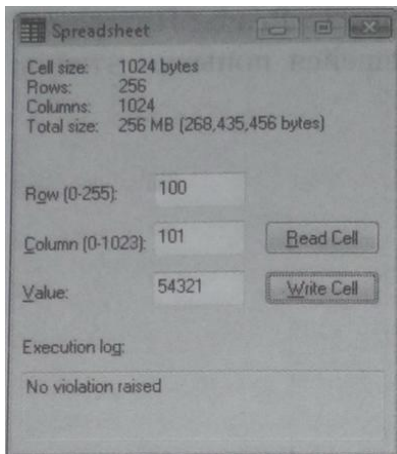 Spreadsheet
Cell size: 1024 bytes
Rows: 256
Columns: 1024
Total size: 256 MB (268,435,456 bytes)
Row (0-255): 100
Column (0-1023): 101 Read Cell
Value: 54321 Write Cell
Execution log:
No violation raised